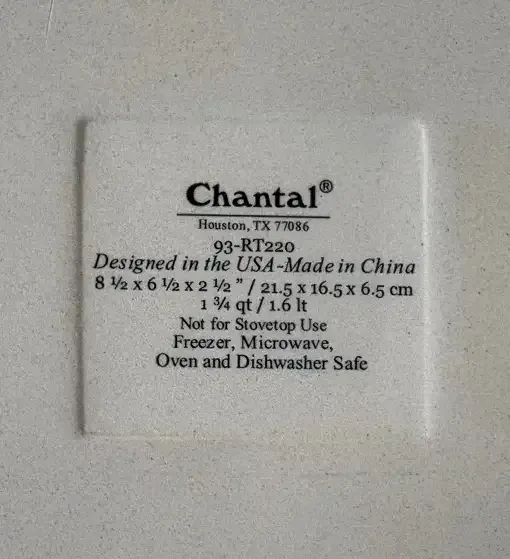 Chantal®
Houston, TX 77086
93-RT220
Designed in the USA-Made in China
8 ½ x 6 ½ x 2 ½ ” / 21.5 x 16.5 x 6.5 cm
1 ¾ qt / 1.6 lt
Not for Stovetop Use
Freezer, Microwave,
Oven and Dishwasher Safe